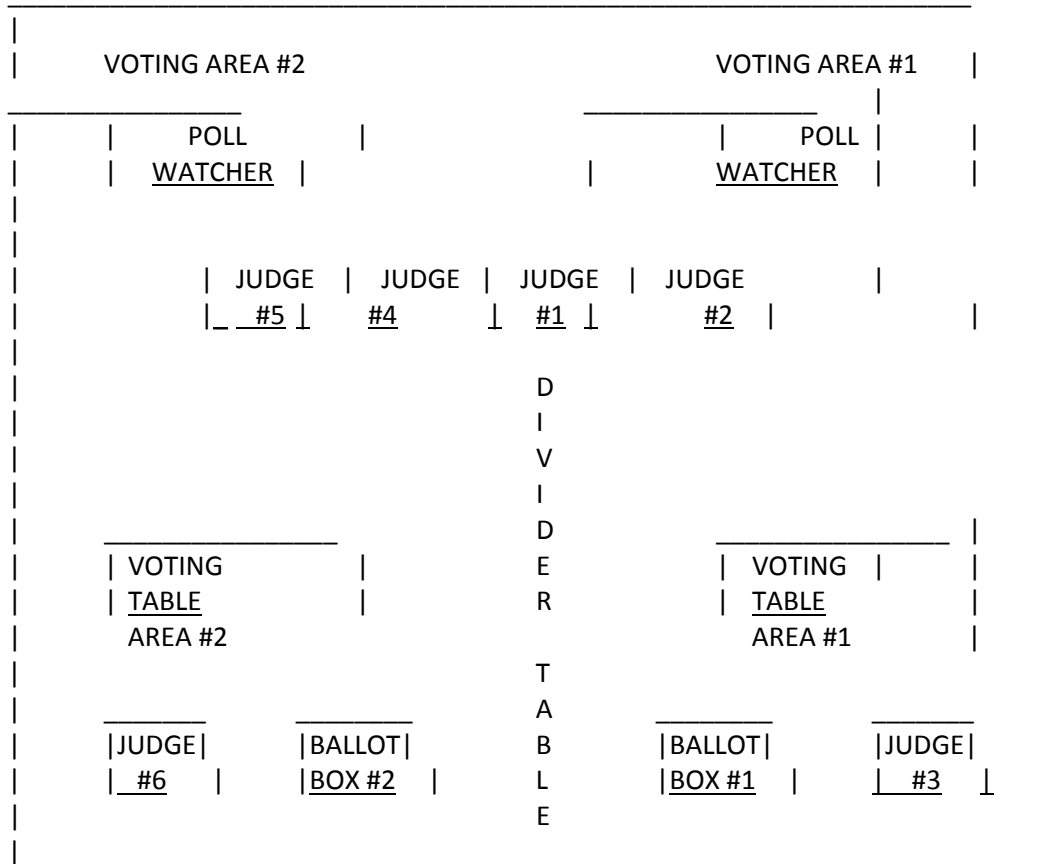 VOTING AREA #2 VOTING AREA #1
POLL POLL
WATCHER WATCHER
JUDGE JUDGE JUDGE JUDGE
#5 #4 #1 #2
D
I
V
I
D
VOTING E VOTING
TABLE R TABLE
AREA #2 AREA #1
T
A
JUDGE BALLOT B BALLOT JUDGE
#6 BOX #2 L BOX #1 #3
E